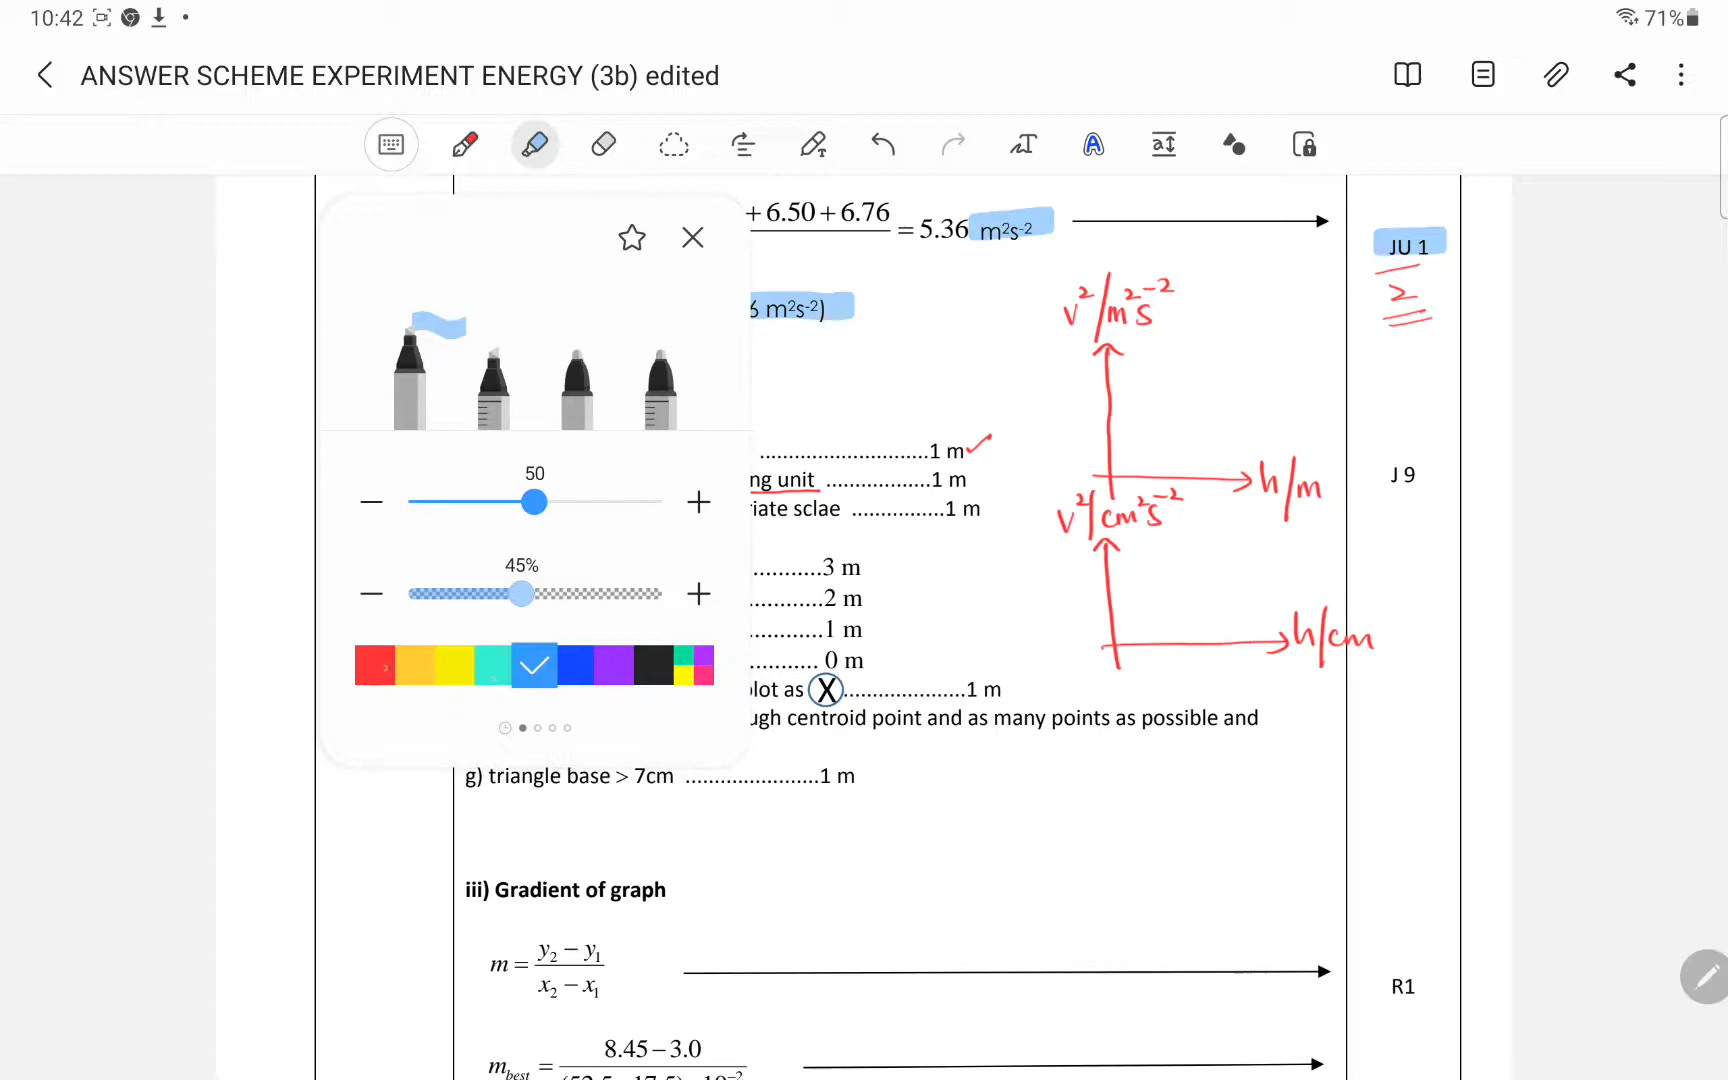 10:42 71%
ANSWER SCHEME EXPERIMENT ENERGY (3b) edited
+ 6.50 + 6.76 = 5.36 m²s⁻²
JU 1
2
6 m²s⁻²)
v²/m²s⁻²
h/m
............................1 m
ng unit ..................1 m
J 9
iate sclae ................1 m
v²/cm²s⁻²
h/cm
50
45%
............3 m
............2 m
............1 m
............ 0 m
lot as X .....................1 m
ugh centroid point and as many points as possible and
g) triangle base > 7cm .......................1 m
iii) Gradient of graph
m = y₂ − y₁ / x₂ − x₁
R1
m_best = 8.45 − 3.0